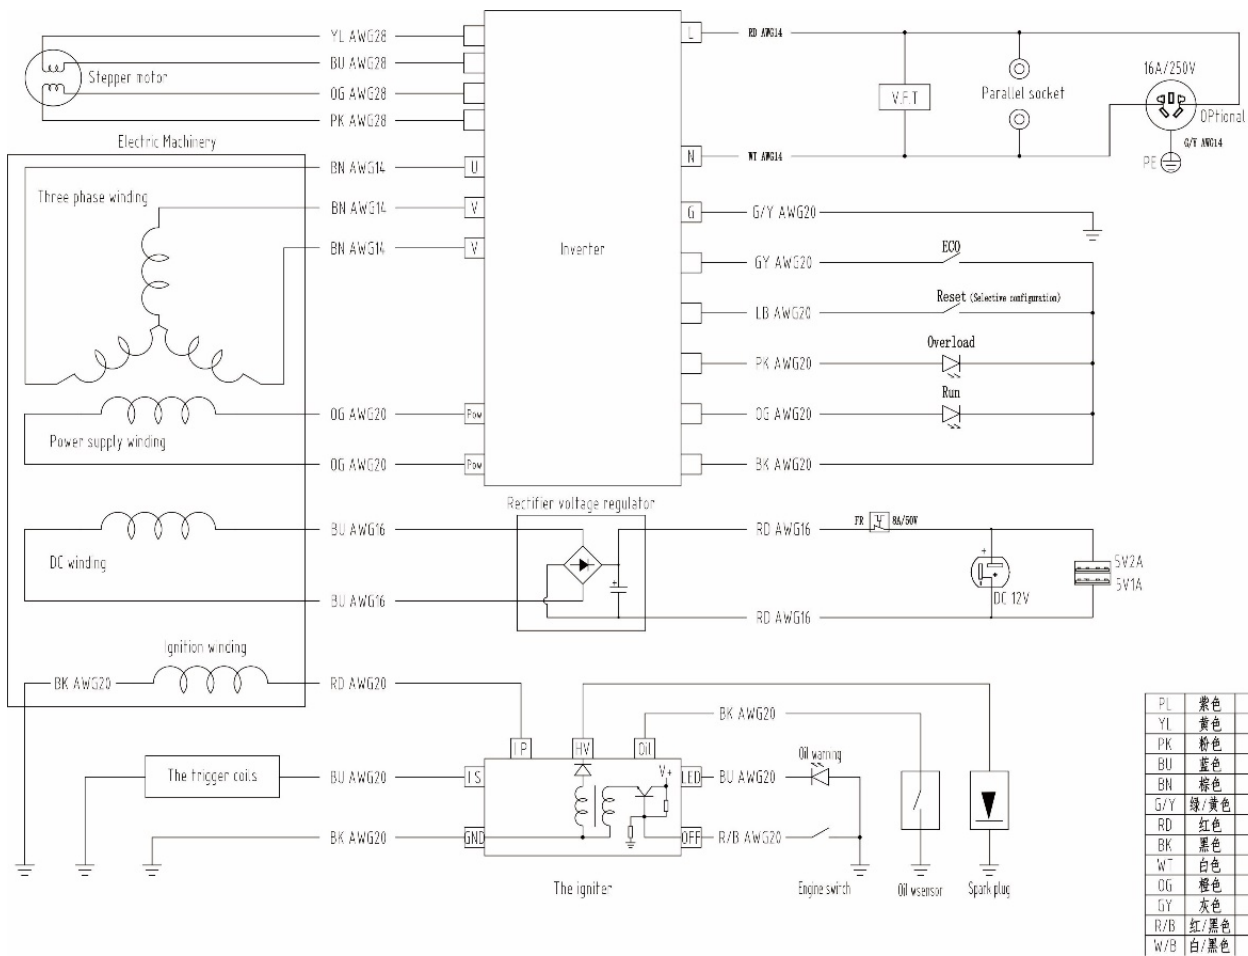 YL AWG28
BU AWG28
OG AWG28
PK AWG28
Stepper motor
Electric Machinery
Three phase winding
BN AWG14
BN AWG14
BN AWG14
U
V
V
Inverter
L
RD AWG14
V.F.T
Parallel socket
16A/250V
OPtional
G/Y AWG14
PE
N
WT AWG14
G
G/Y AWG20
GY AWG20
ECO
LB AWG20
Reset (Selective configuration)
PK AWG20
Overload
OG AWG20
Run
BK AWG20
OG AWG20
Pow
Power supply winding
OG AWG20
Pow
Rectifier voltage regulator
BU AWG16
DC winding
BU AWG16
+
RD AWG16
FR
8A/50V
+
DC 12V
5V2A
5V1A
RD AWG16
Ignition winding
BK AWG20
RD AWG20
BK AWG20
IP
HV
Oil
The trigger coils
BU AWG20
IS
V+
LED
BU AWG20
Oil warning
BK AWG20
GND
OFF
R/B AWG20
The igniter
Engine switch
Oil wsensor
Spark plug
PL 紫色
YL 黄色
PK 粉色
BU 蓝色
BN 棕色
G/Y 绿/黄色
RD 红色
BK 黑色
WT 白色
OG 橙色
GY 灰色
R/B 红/黑色
W/B 白/黑色